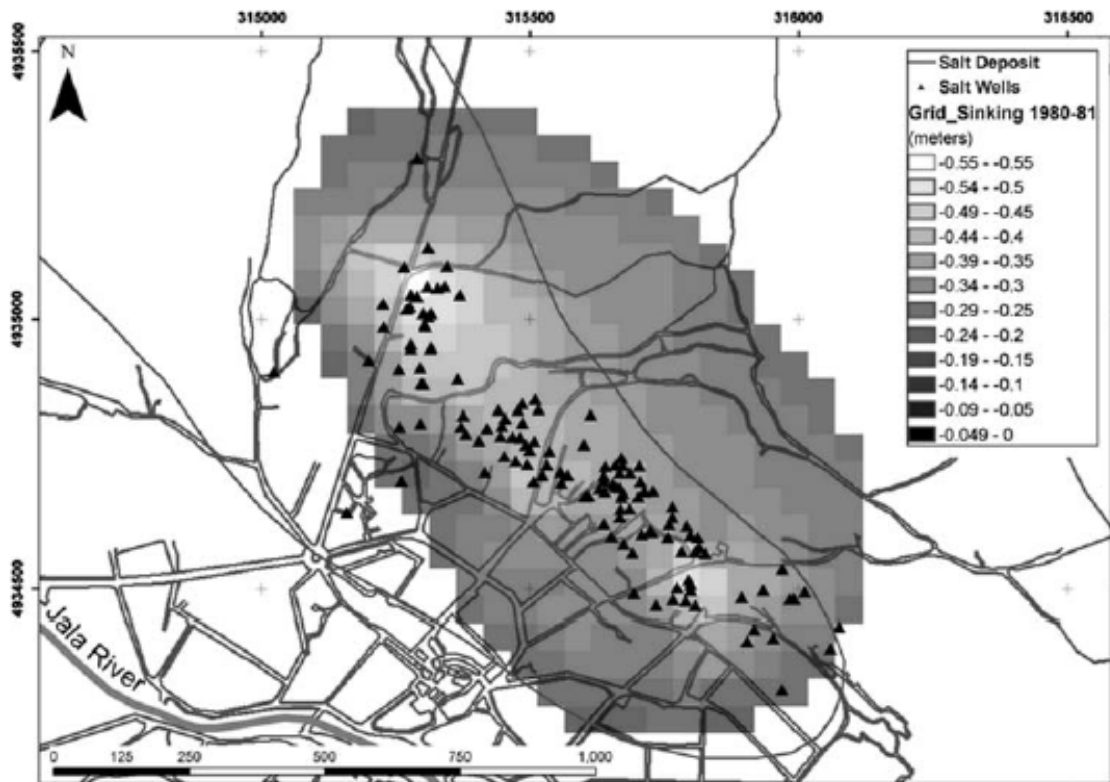 315000 315500 316000 316500
4935500
4935000
4934500
N
Salt Deposit
Salt Wells
Grid_Sinking 1980-81
(meters)
-0.55 - -0.55
-0.54 - -0.5
-0.49 - -0.45
-0.44 - -0.4
-0.39 - -0.35
-0.34 - -0.3
-0.29 - -0.25
-0.24 - -0.2
-0.19 - -0.15
-0.14 - -0.1
-0.09 - -0.05
-0.049 - 0
Jala River
0 125 250 500 750 1,000